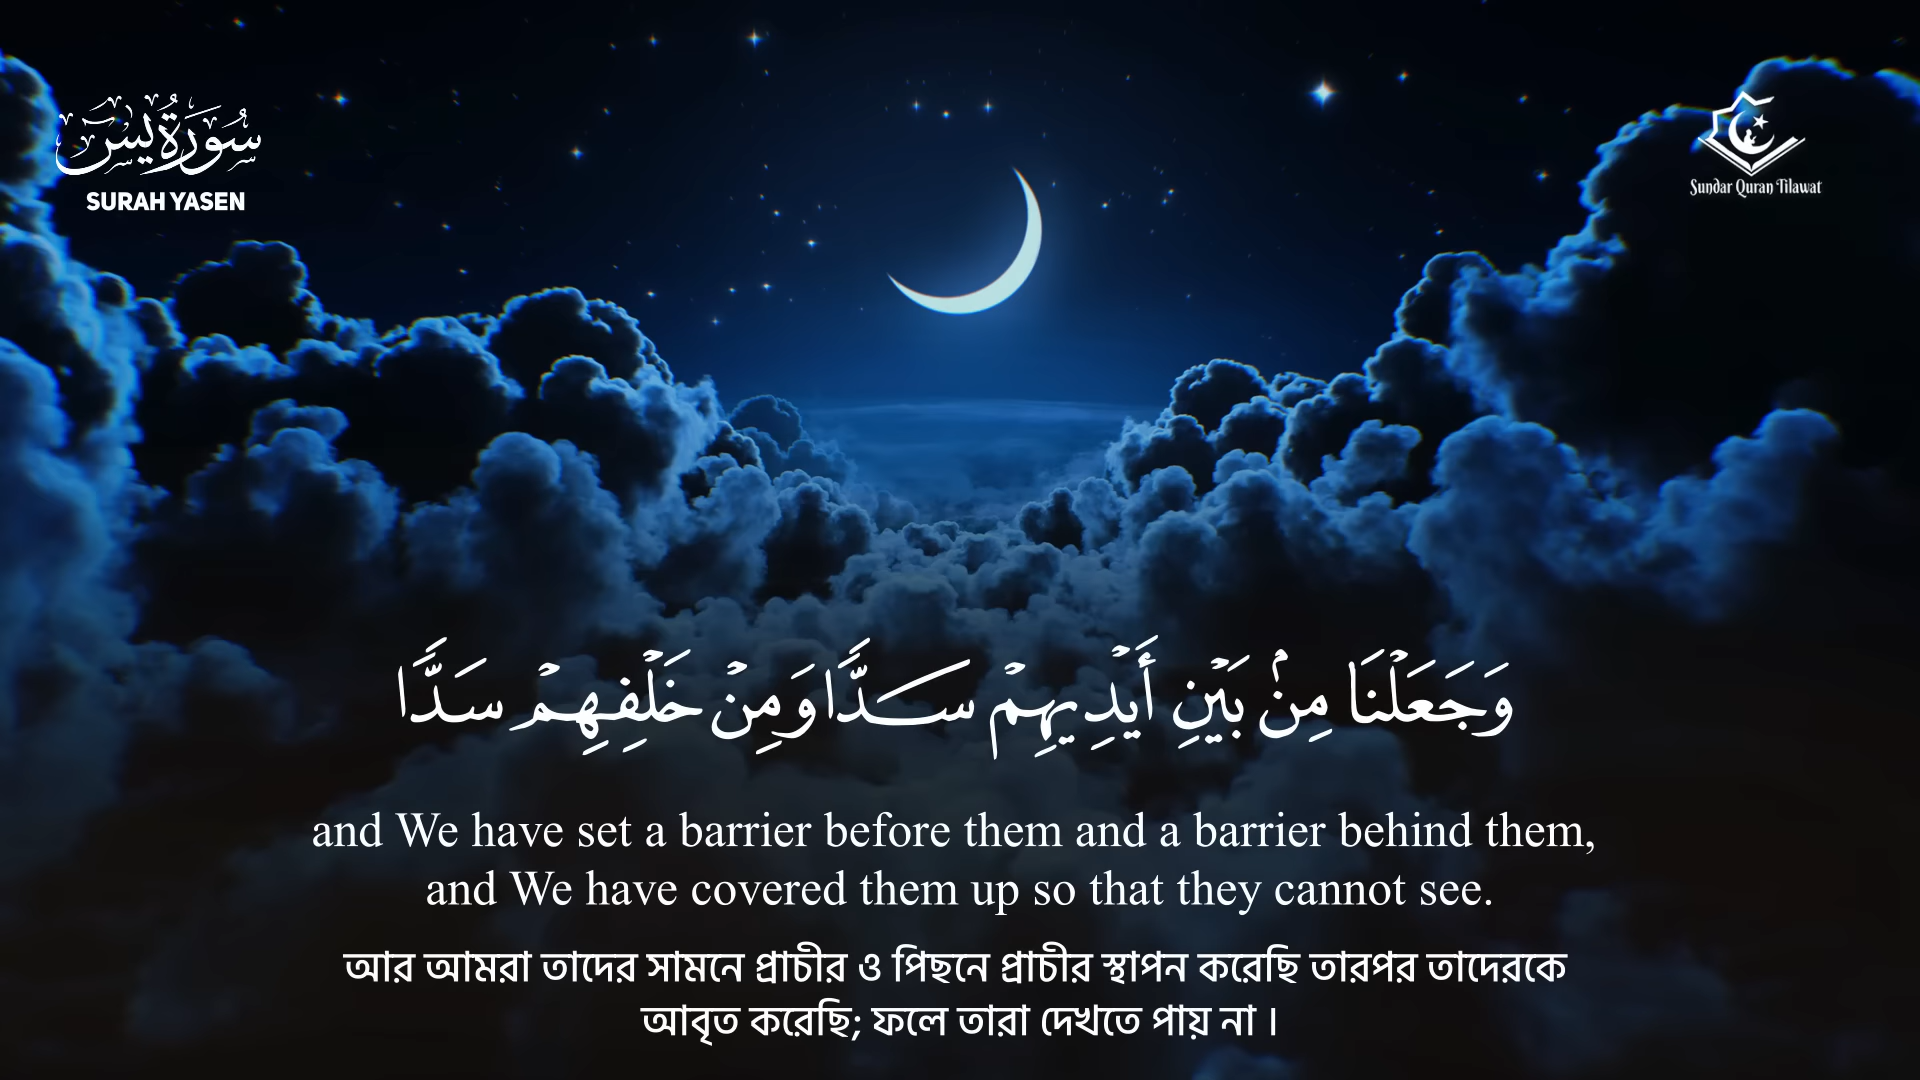 سُورَةُ يس
SURAH YASEN
Sundar Quran Tilawat
وَجَعَلْنَا مِنۢ بَيْنِ أَيْدِيهِمْ سَدًّا وَمِنْ خَلْفِهِمْ سَدًّا
and We have set a barrier before them and a barrier behind them,
and We have covered them up so that they cannot see.
আর আমরা তাদের সামনে প্রাচীর ও পিছনে প্রাচীর স্থাপন করেছি তারপর তাদেরকে
আবৃত করেছি; ফলে তারা দেখতে পায় না ।